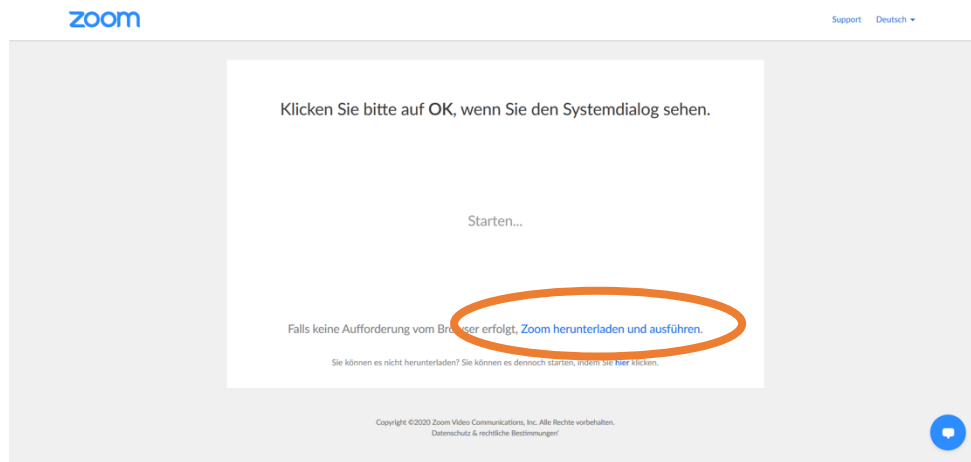 zoom
Support Deutsch
Klicken Sie bitte auf OK, wenn Sie den Systemdialog sehen.
Starten...
Falls keine Aufforderung vom Browser erfolgt, Zoom herunterladen und ausführen.
Sie können es nicht herunterladen? Sie können es dennoch starten, indem Sie hier klicken.
Copyright ©2020 Zoom Video Communications, Inc. Alle Rechte vorbehalten.
Datenschutz & rechtliche Bestimmungen'